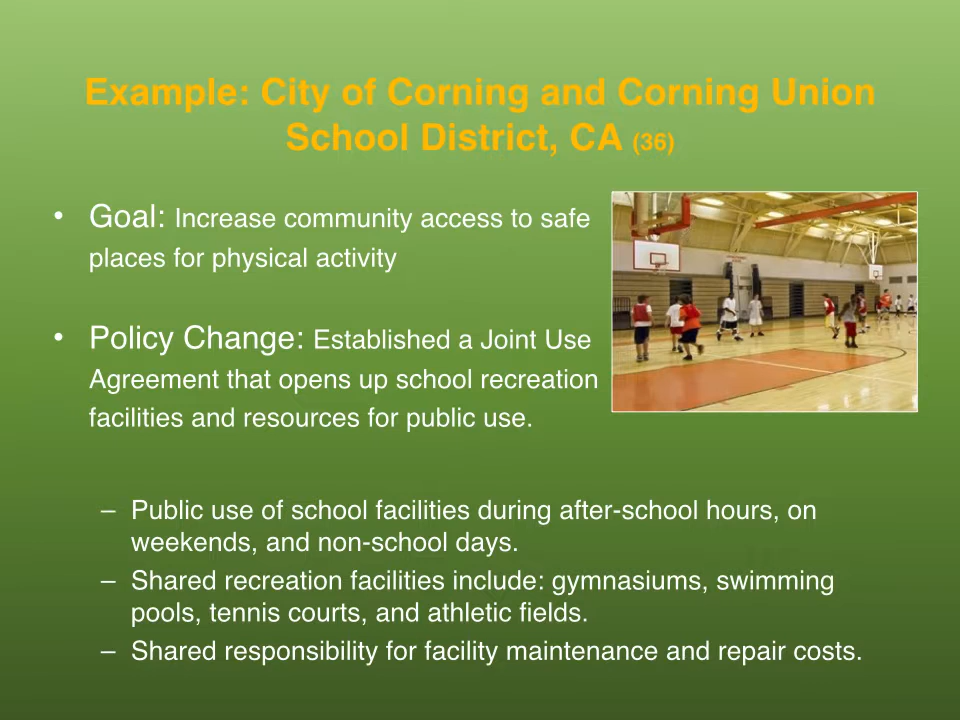 Example: City of Corning and Corning Union
School District, CA (36)
• Goal: Increase community access to safe
places for physical activity
• Policy Change: Established a Joint Use
Agreement that opens up school recreation
facilities and resources for public use.
– Public use of school facilities during after-school hours, on
weekends, and non-school days.
– Shared recreation facilities include: gymnasiums, swimming
pools, tennis courts, and athletic fields.
– Shared responsibility for facility maintenance and repair costs.